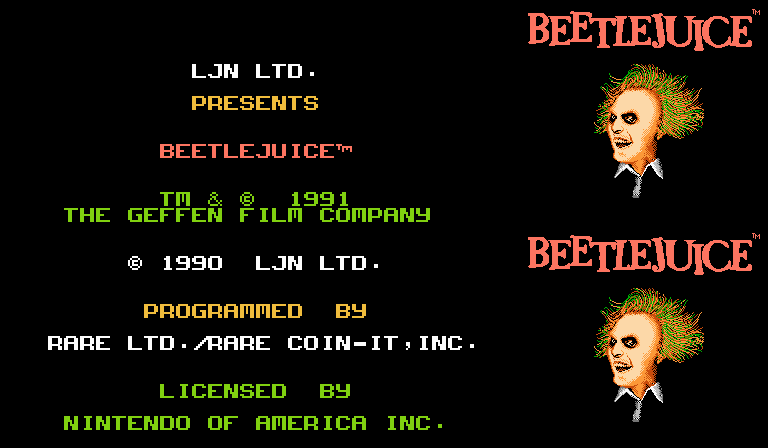 LJN LTD.
PRESENTS
BEETLEJUICE™
TM & © 1991
THE GEFFEN FILM COMPANY
© 1990 LJN LTD.
PROGRAMMED BY
RARE LTD./RARE COIN-IT,INC.
LICENSED BY
NINTENDO OF AMERICA INC.
BEETLEJUICE™
BEETLEJUICE™